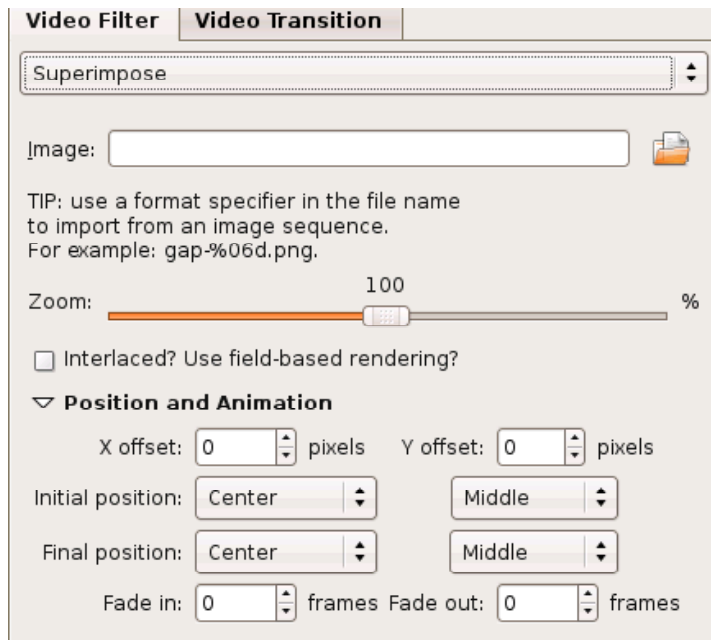 Video Filter Video Transition
Superimpose
Image:
TIP: use a format specifier in the file name
to import from an image sequence.
For example: gap-%06d.png.
100
Zoom: %
Interlaced? Use field-based rendering?
Position and Animation
X offset: 0 pixels Y offset: 0 pixels
Initial position: Center Middle
Final position: Center Middle
Fade in: 0 frames Fade out: 0 frames